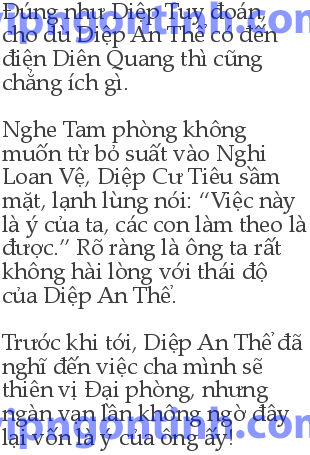 Đúng như Diệp Tuy đoán,
cho dù Diệp An Thế có đến
điện Diên Quang thì cũng
chẳng ích gì.
Nghe Tam phòng không
muốn từ bỏ suất vào Nghi
Loan Vệ, Diệp Cư Tiêu sầm
mặt, lạnh lùng nói: “Việc này
là ý của ta, các con làm theo là
được.” Rõ ràng là ông ta rất
không hài lòng với thái độ
của Diệp An Thế.
Trước khi tới, Diệp An Thế đã
nghĩ đến việc cha mình sẽ
thiên vị Đại phòng, nhưng
ngàn vạn lần không ngờ đây
lại vốn là ý của ông ấy!
vipngontinh.com
vipngontinh.com